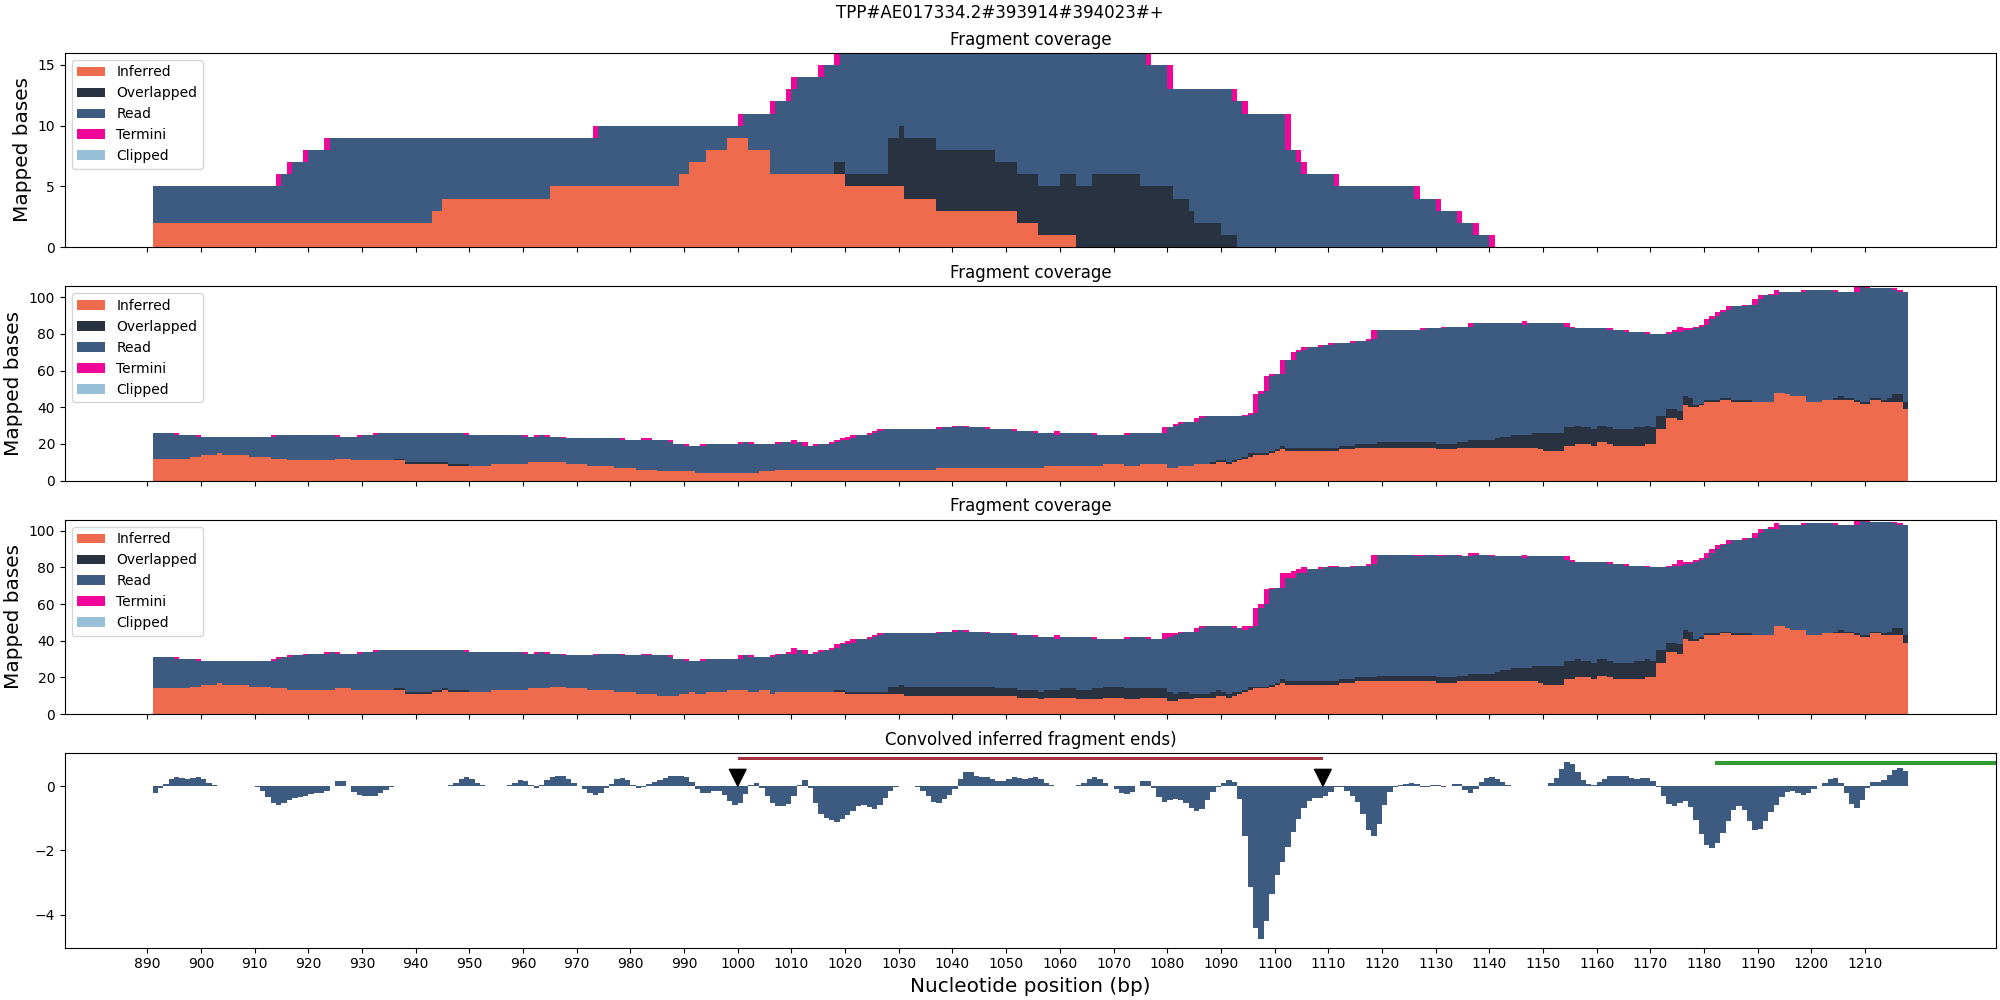 TPP#AE017334.2#393914#394023#+
Fragment coverage
Mapped bases
15
10
5
0
Inferred
Overlapped
Read
Termini
Clipped
Fragment coverage
Mapped bases
100
80
60
40
20
0
Inferred
Overlapped
Read
Termini
Clipped
Fragment coverage
Mapped bases
100
80
60
40
20
0
Inferred
Overlapped
Read
Termini
Clipped
Convolved inferred fragment ends)
0
−2
−4
890 900 910 920 930 940 950 960 970 980 990 1000 1010 1020 1030 1040 1050 1060 1070 1080 1090 1100 1110 1120 1130 1140 1150 1160 1170 1180 1190 1200 1210
Nucleotide position (bp)